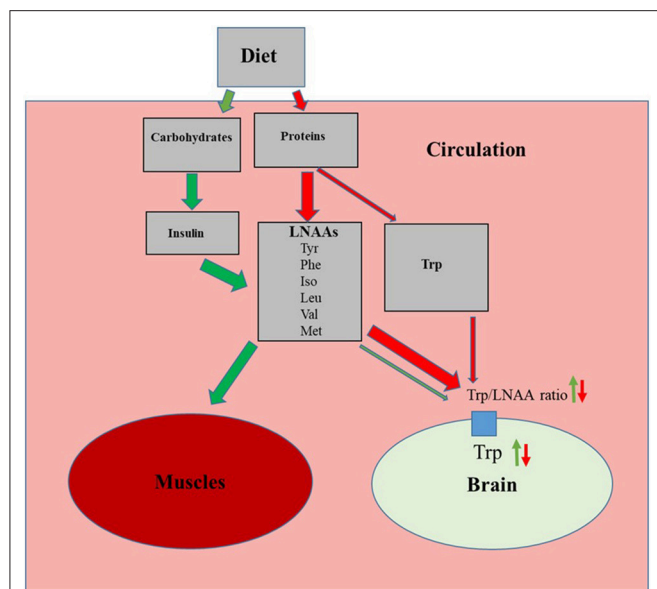 Diet
Carbohydrates
Proteins
Circulation
Insulin
LNAAs
Tyr
Phe
Iso
Leu
Val
Met
Trp
Trp/LNAA ratio
Trp
Muscles
Brain